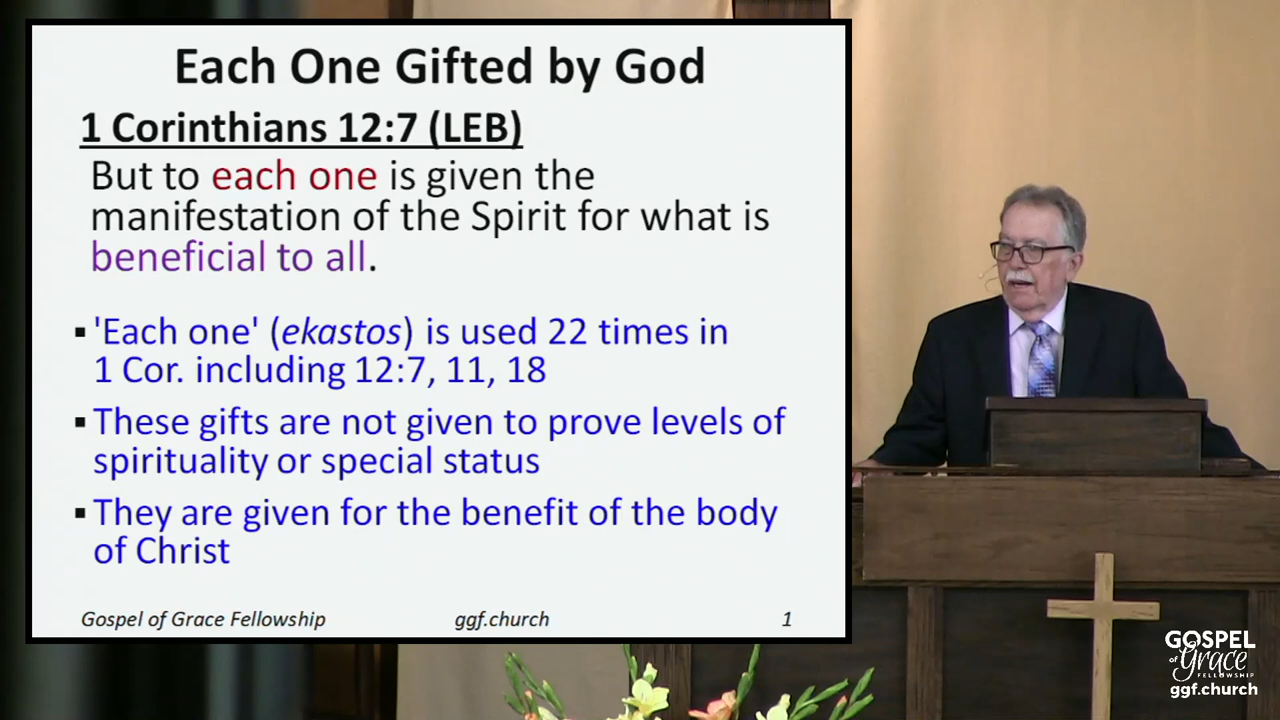 Each One Gifted by God
1 Corinthians 12:7 (LEB)
But to each one is given the
manifestation of the Spirit for what is
beneficial to all.
▪ 'Each one' (ekastos) is used 22 times in
1 Cor. including 12:7, 11, 18
▪ These gifts are not given to prove levels of
spirituality or special status
▪ They are given for the benefit of the body
of Christ
Gospel of Grace Fellowship ggf.church 1
GOSPEL
of Grace
FELLOWSHIP
ggf.church